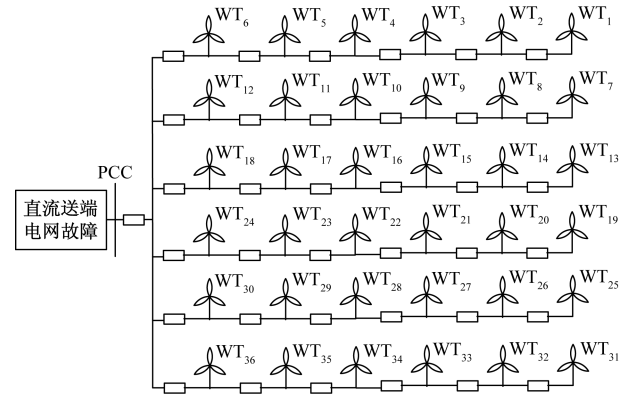 WT6 WT5 WT4 WT3 WT2 WT1
WT12 WT11 WT10 WT9 WT8 WT7
WT18 WT17 WT16 WT15 WT14 WT13
PCC
直流送端
电网故障
WT24 WT23 WT22 WT21 WT20 WT19
WT30 WT29 WT28 WT27 WT26 WT25
WT36 WT35 WT34 WT33 WT32 WT31